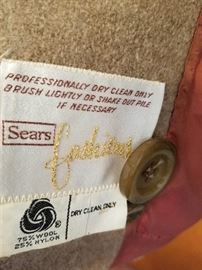 PROFESSIONALLY DRY CLEAN ONLY
BRUSH LIGHTLY OR SHAKE OUT PILE
IF NECESSARY
Sears
fashions
DRY CLEAN ONLY
75% WOOL
25% NYLON